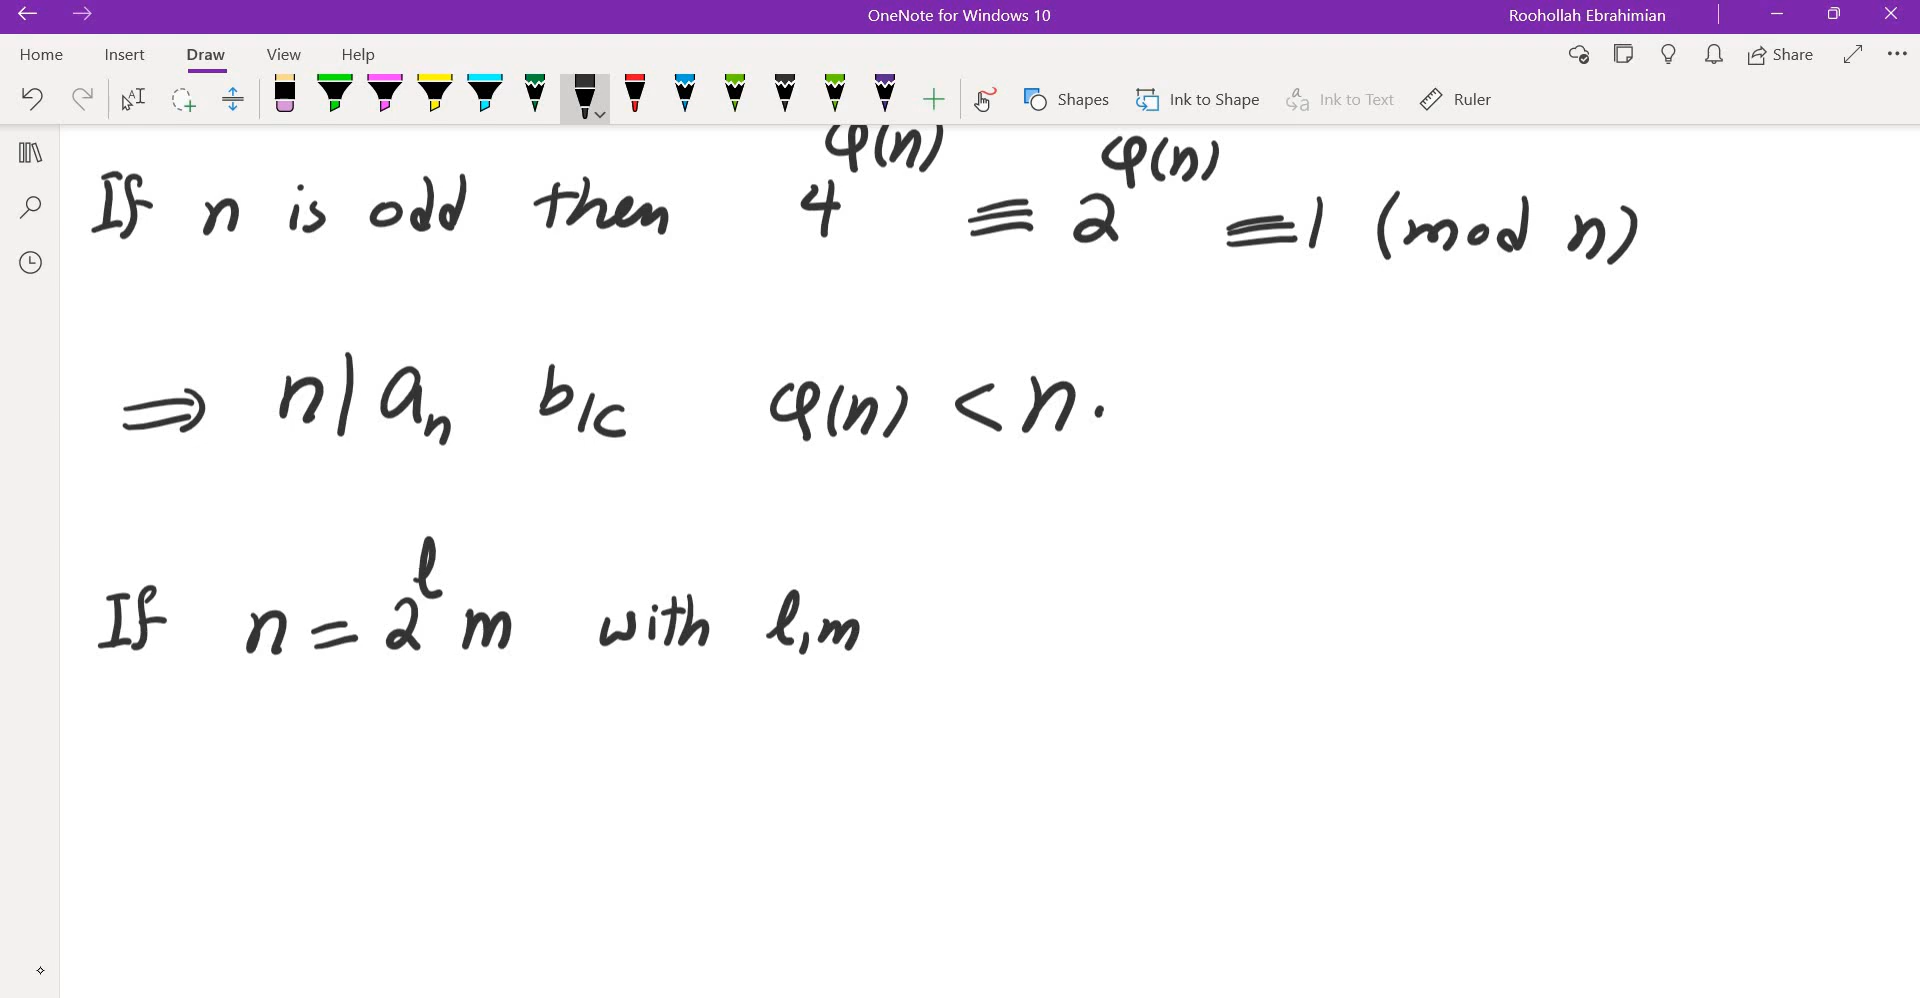 OneNote for Windows 10 Roohollah Ebrahimian
Home Insert Draw View Help Share
Shapes Ink to Shape Ink to Text Ruler
If n is odd then 4^φ(n) ≡ 2^φ(n) ≡ 1 (mod n)
⇒ n | a_n b/c φ(n) < n.
If n = 2^l m with l, m